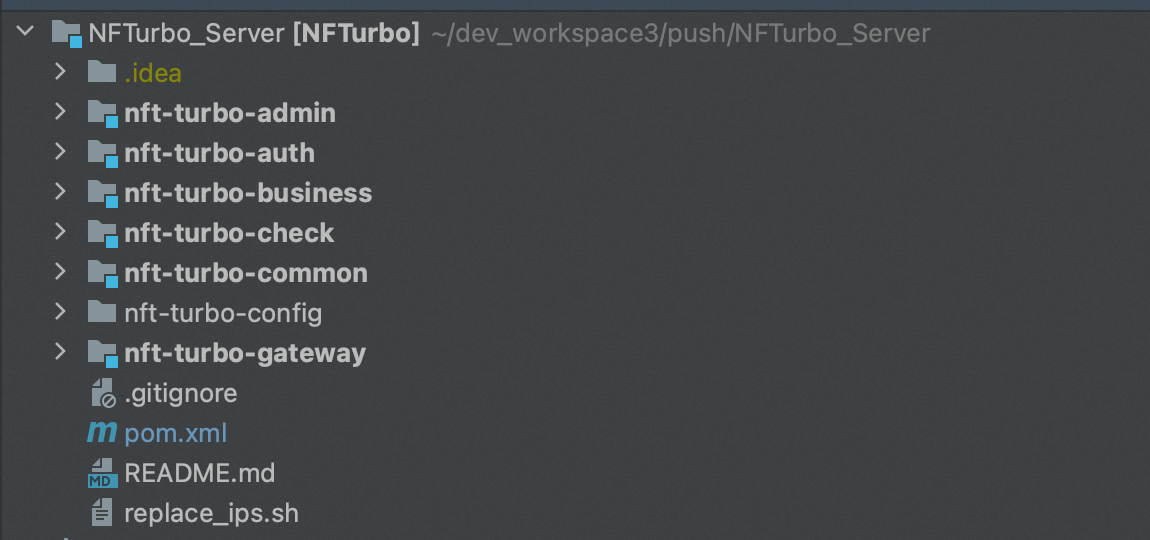 NFTurbo_Server [NFTurbo] ~/dev_workspace3/push/NFTurbo_Server
.idea
nft-turbo-admin
nft-turbo-auth
nft-turbo-business
nft-turbo-check
nft-turbo-common
nft-turbo-config
nft-turbo-gateway
.gitignore
m pom.xml
MD README.md
replace_ips.sh